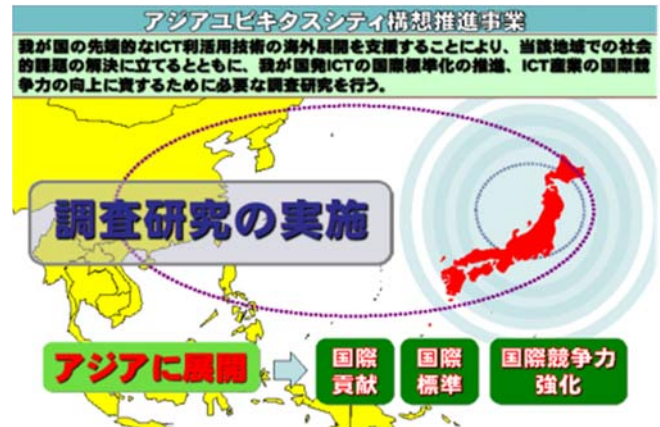 アジアユビキタスシティ構想推進事業
我が国の先端的なICT利活用技術の海外展開を支援することにより、当該地域での社会
的課題の解決に立てるとともに、我が国発ICTの国際標準化の推進、ICT産業の国際競
争力の向上に資するために必要な調査研究を行う。
調査研究の実施
アジアに展開
国際
貢献
国際
標準
国際競争力
強化